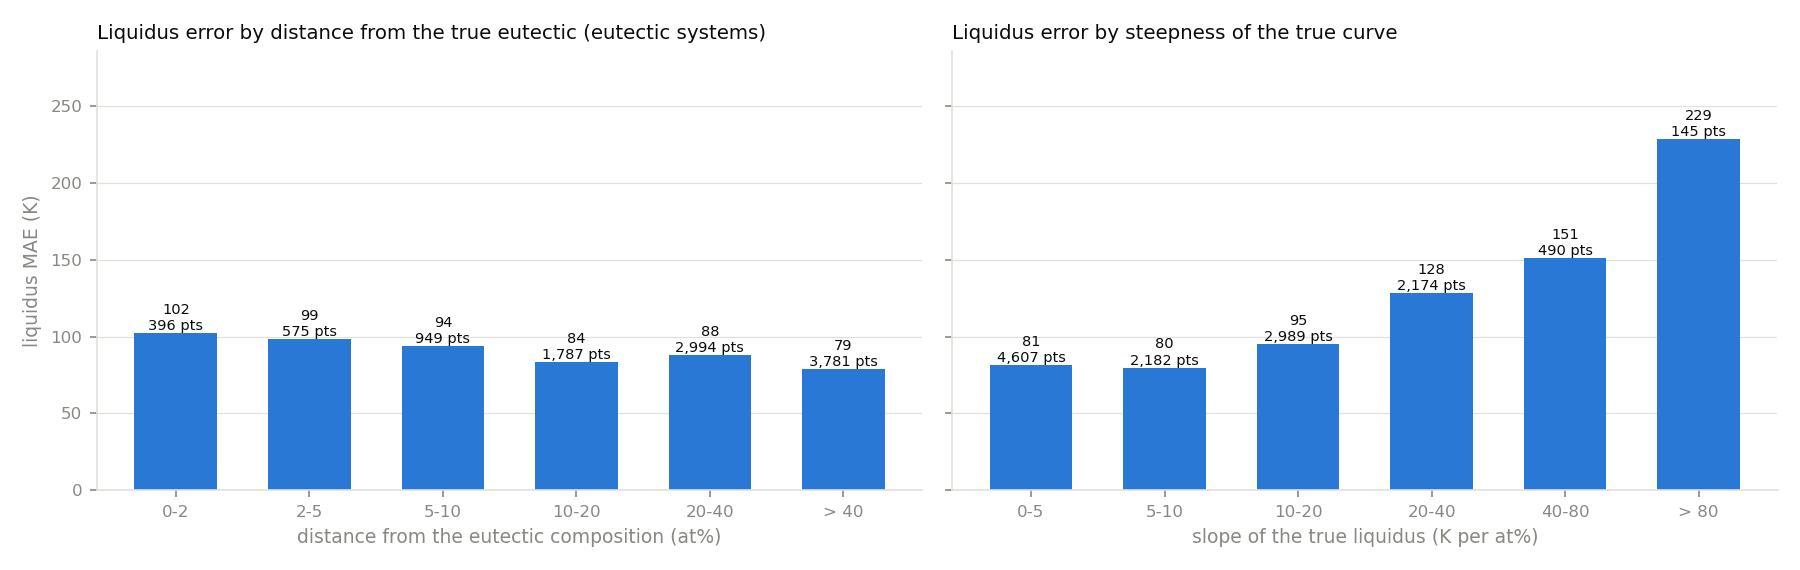 Liquidus error by distance from the true eutectic (eutectic systems)
liquidus MAE (K)
250
200
150
100
50
0
102
396 pts
99
575 pts
94
949 pts
84
1,787 pts
88
2,994 pts
79
3,781 pts
0-2
2-5
5-10
10-20
20-40
> 40
distance from the eutectic composition (at%)
Liquidus error by steepness of the true curve
81
4,607 pts
80
2,182 pts
95
2,989 pts
128
2,174 pts
151
490 pts
229
145 pts
0-5
5-10
10-20
20-40
40-80
> 80
slope of the true liquidus (K per at%)